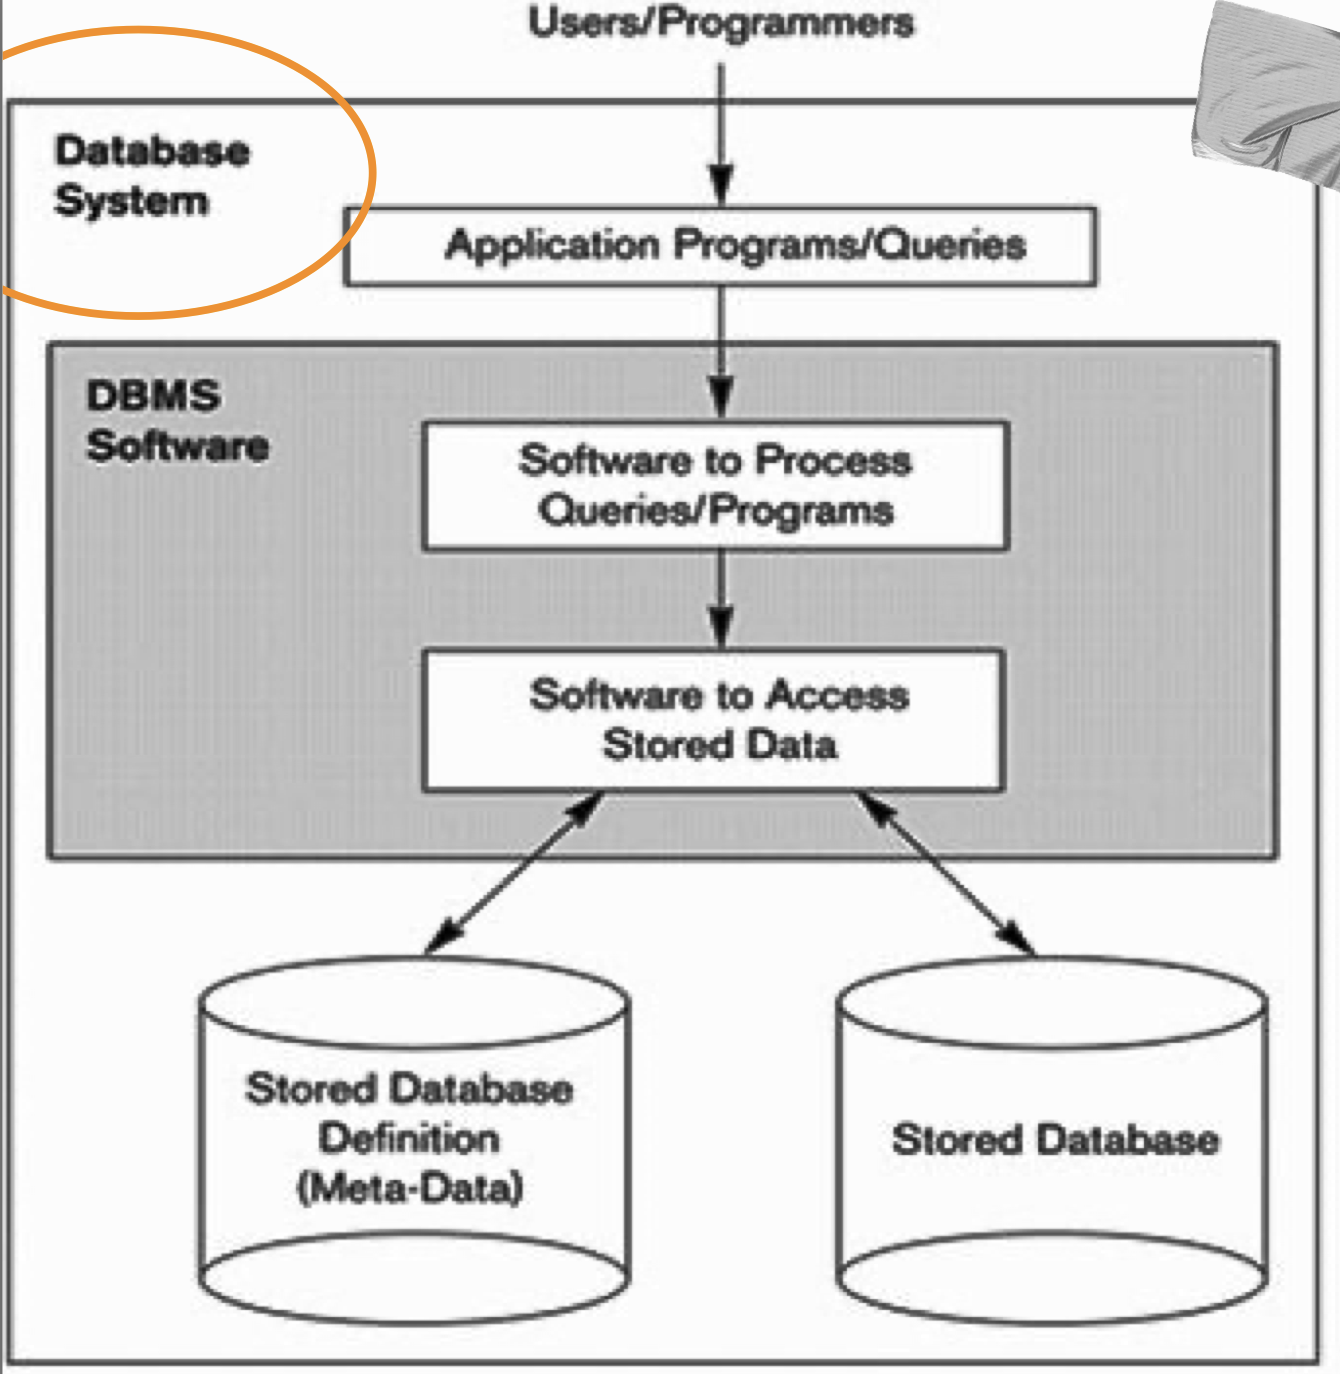 Users/Programmers
Database
System
Application Programs/Queries
DBMS
Software
Software to Process
Queries/Programs
Software to Access
Stored Data
Stored Database
Definition
(Meta-Data)
Stored Database